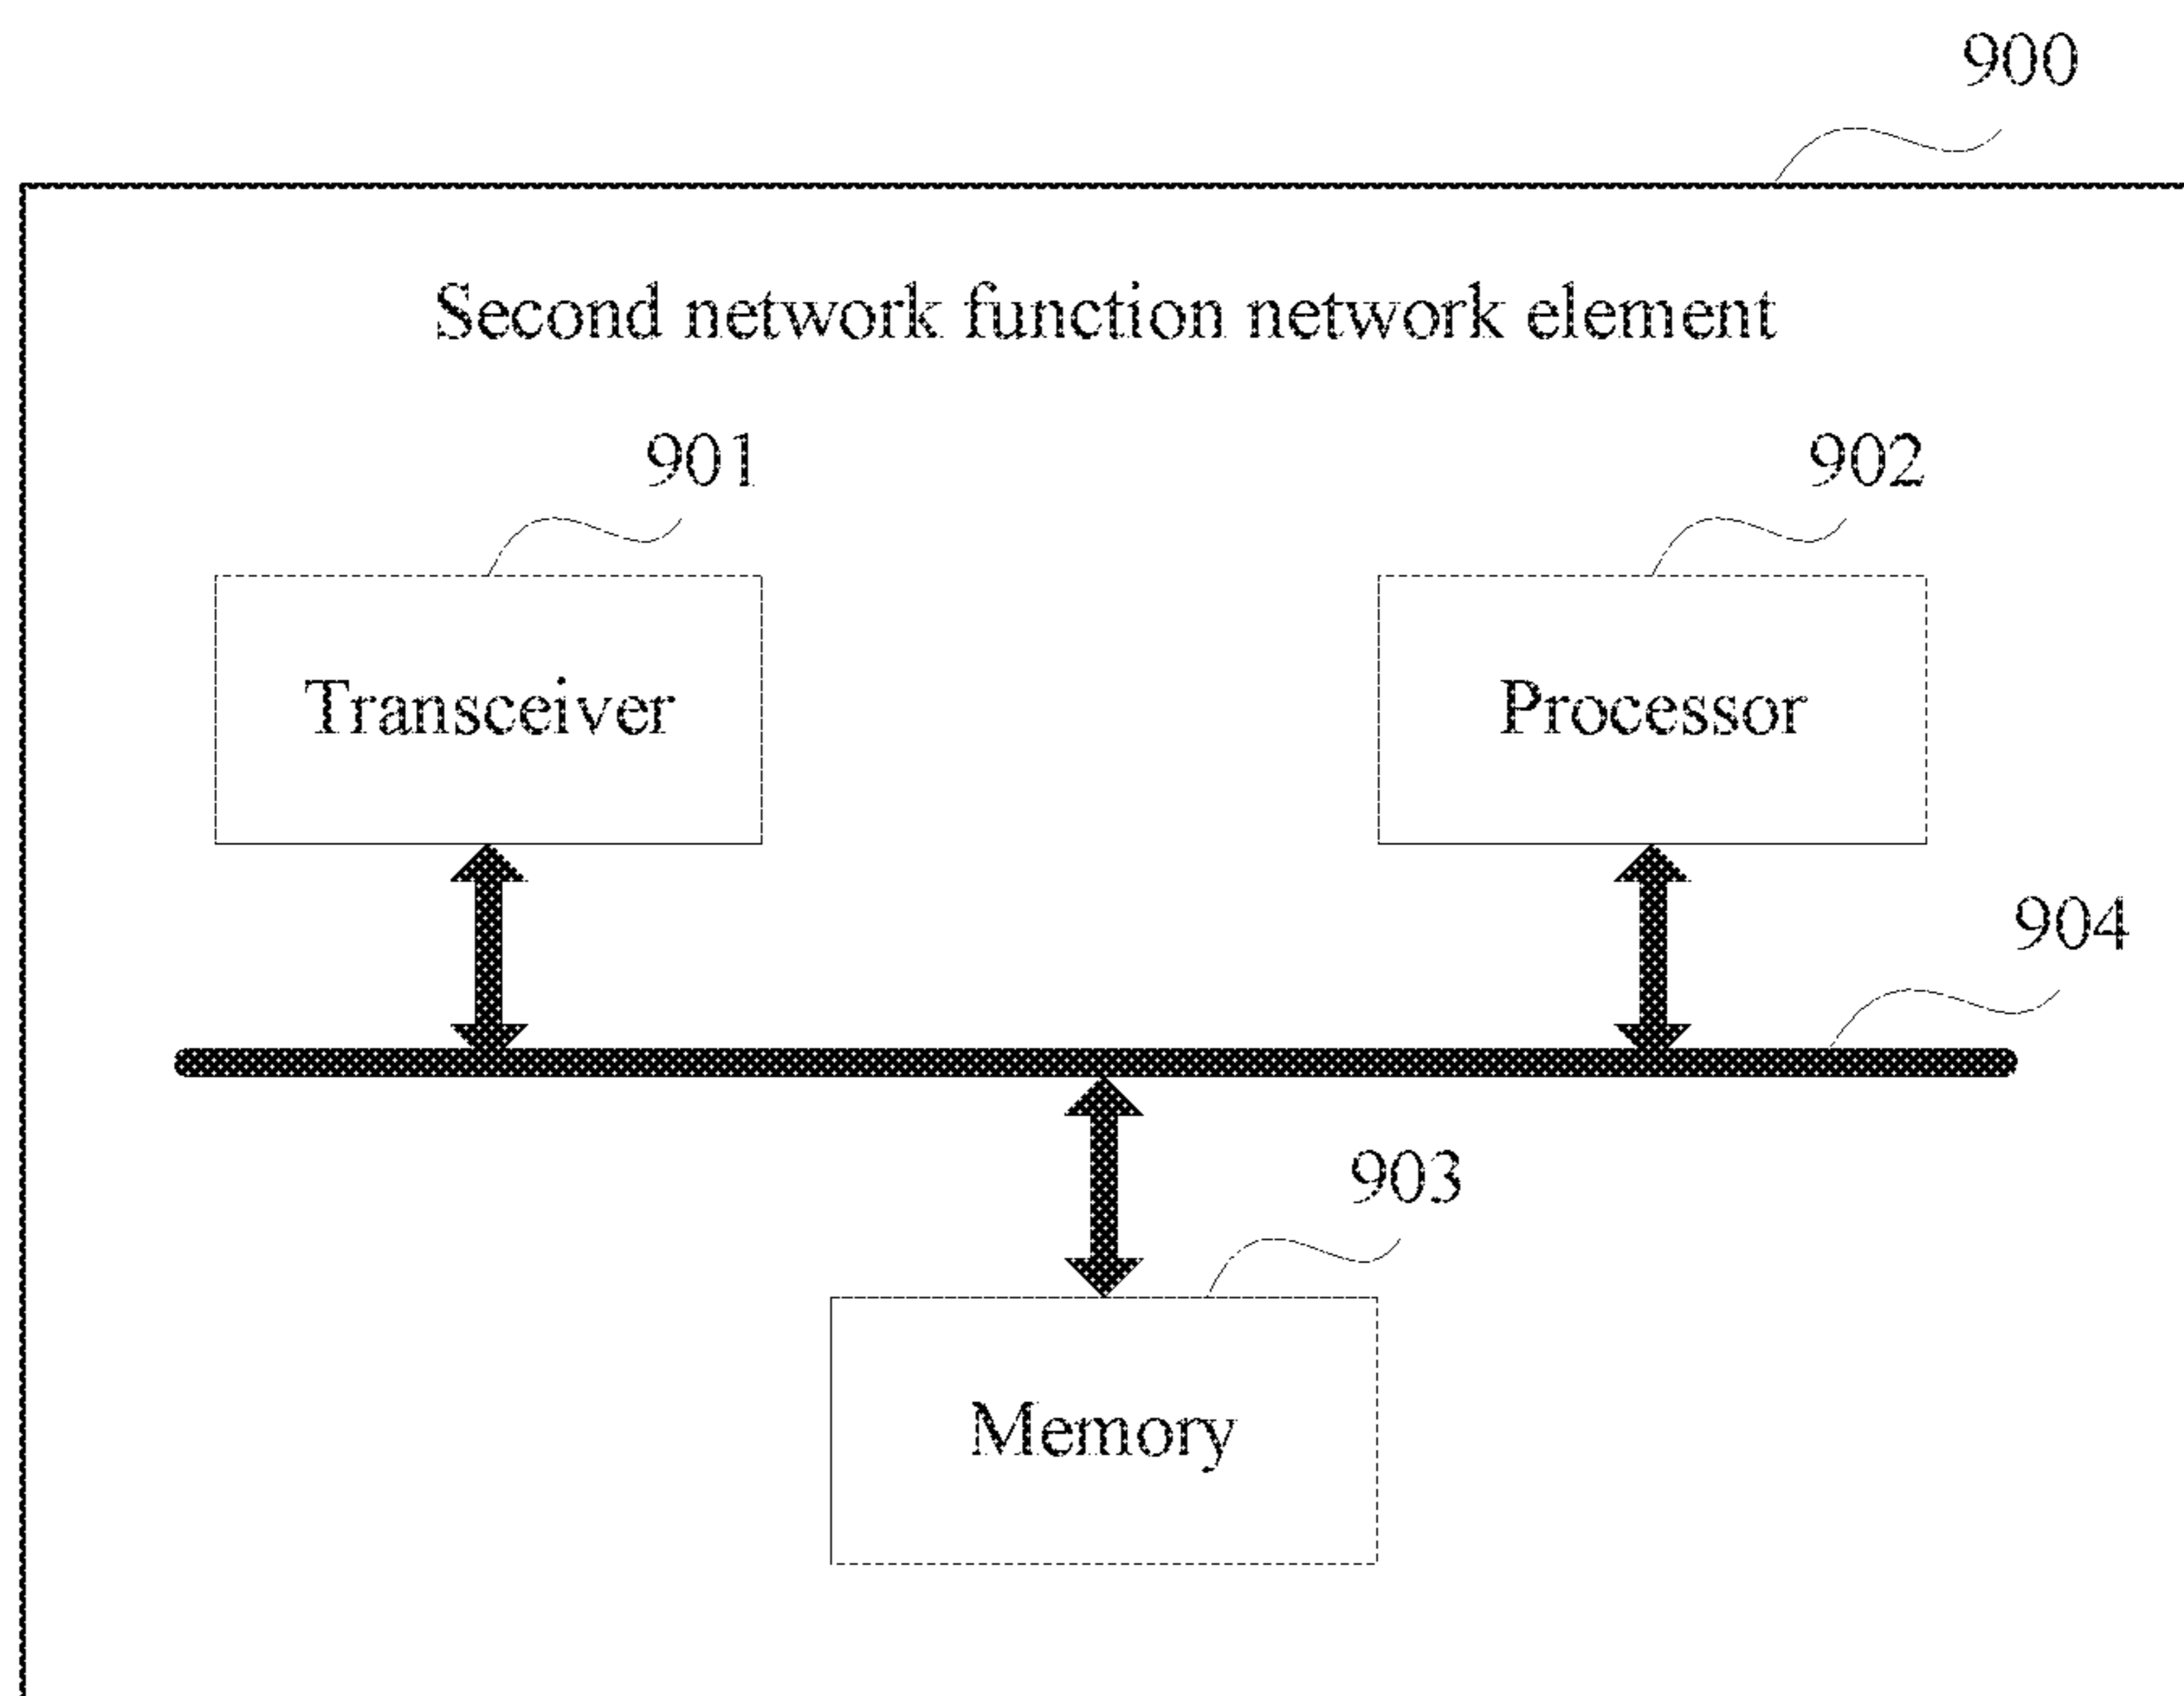 900
Second network function network element
901
902
Transceiver
Processor
904
903
Memory